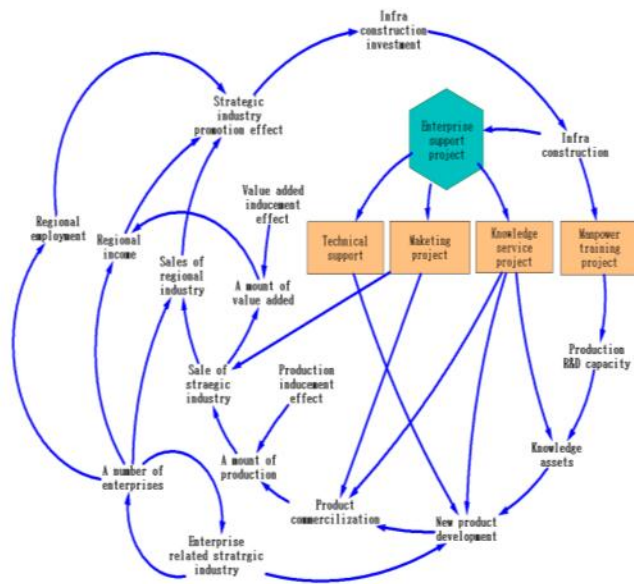 Infra
construction
investment
Strategic
industry
promotion effect
Enterprise
support
project
Infra
construction
Value added
inducement
effect
Regional
employment
Regional
income
Sales of
regional
industry
A mount of
value added
Technical
support
Maketing
project
Knowledge
service
project
Manpower
training
project
Production
R&D capacity
Sale of
straegic
industry
Production
inducement
effect
Knowledge
assets
A number of
enterprises
A mount of
production
Product
commercilization
New product
development
Enterprise
related stratrgic
industry